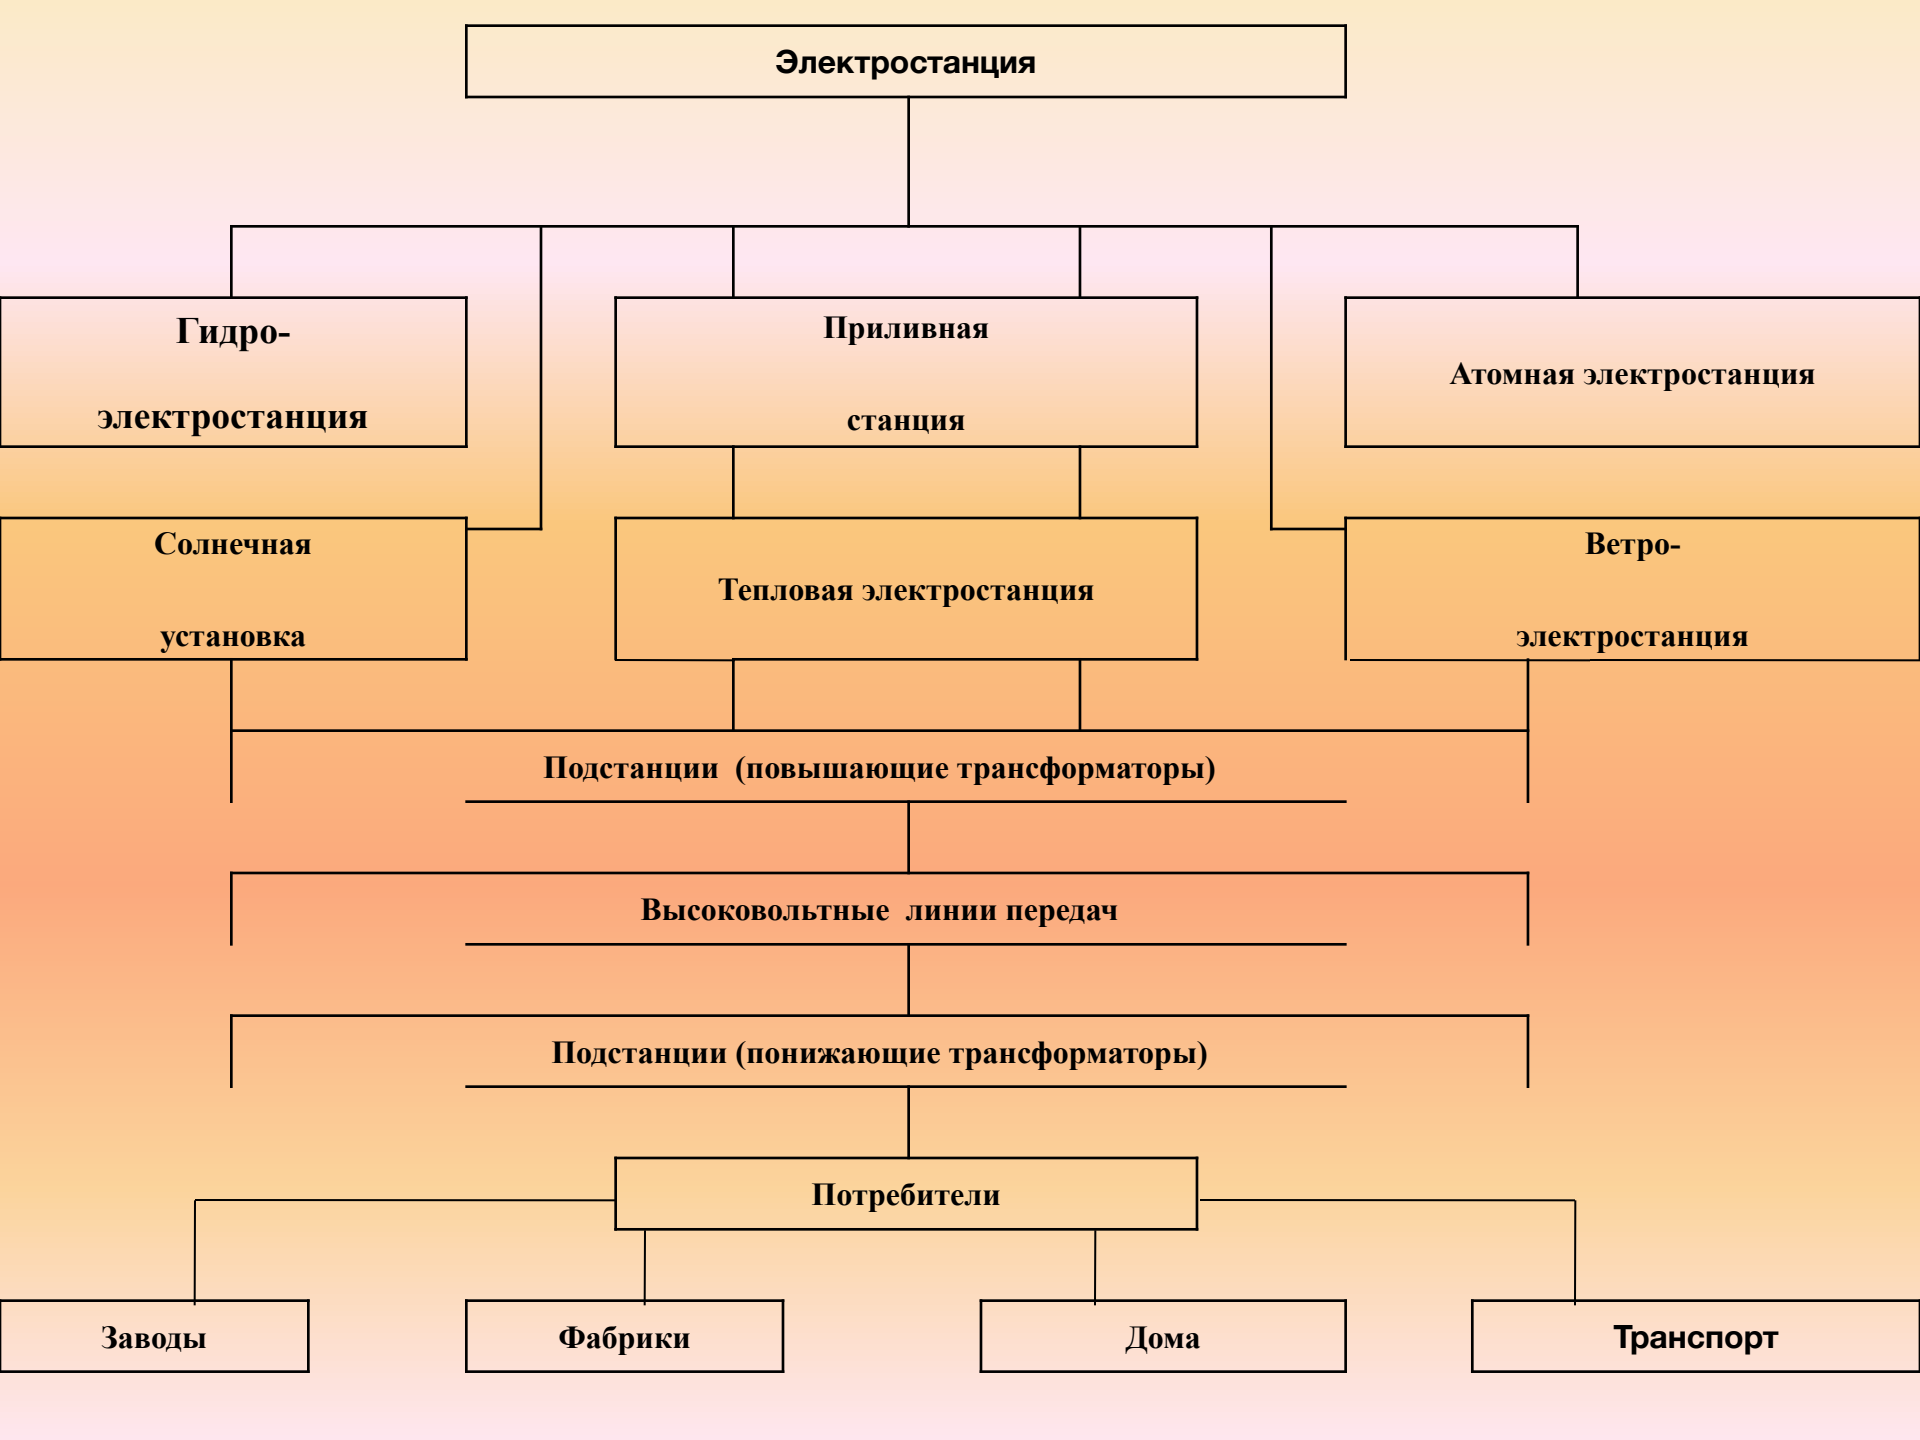 Электростанция
Гидро-
электростанция
Приливная
станция
Атомная электростанция
Солнечная
установка
Тепловая электростанция
Ветро-
электростанция
Подстанции (повышающие трансформаторы)
Высоковольтные линии передач
Подстанции (понижающие трансформаторы)
Потребители
Заводы
Фабрики
Дома
Транспорт